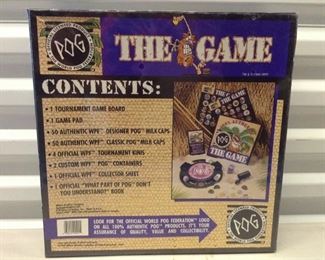 POG
THE GAME
CONTENTS:
• 1 TOURNAMENT GAME BOARD
• 1 GAME PAD
• 50 AUTHENTIC WPF™ DESIGNER POG™ MILK CAPS
• 50 AUTHENTIC WPF™ CLASSIC POG™ MILK CAPS
• 4 OFFICIAL WPF™ TOURNAMENT KINIS
• 2 CUSTOM WPF™ POG™ CONTAINERS
• 1 OFFICIAL WPF™ COLLECTOR SHEET
• 1 OFFICIAL "WHAT PART OF POG™ DON'T
YOU UNDERSTAND?" BOOK
POG
THE GAME
LOOK FOR THE OFFICIAL WORLD POG FEDERATION™ LOGO
ON ALL 100% AUTHENTIC POG™ PRODUCTS. IT'S YOUR
ASSURANCE OF QUALITY, VALUE AND COLLECTIBILITY.
POG